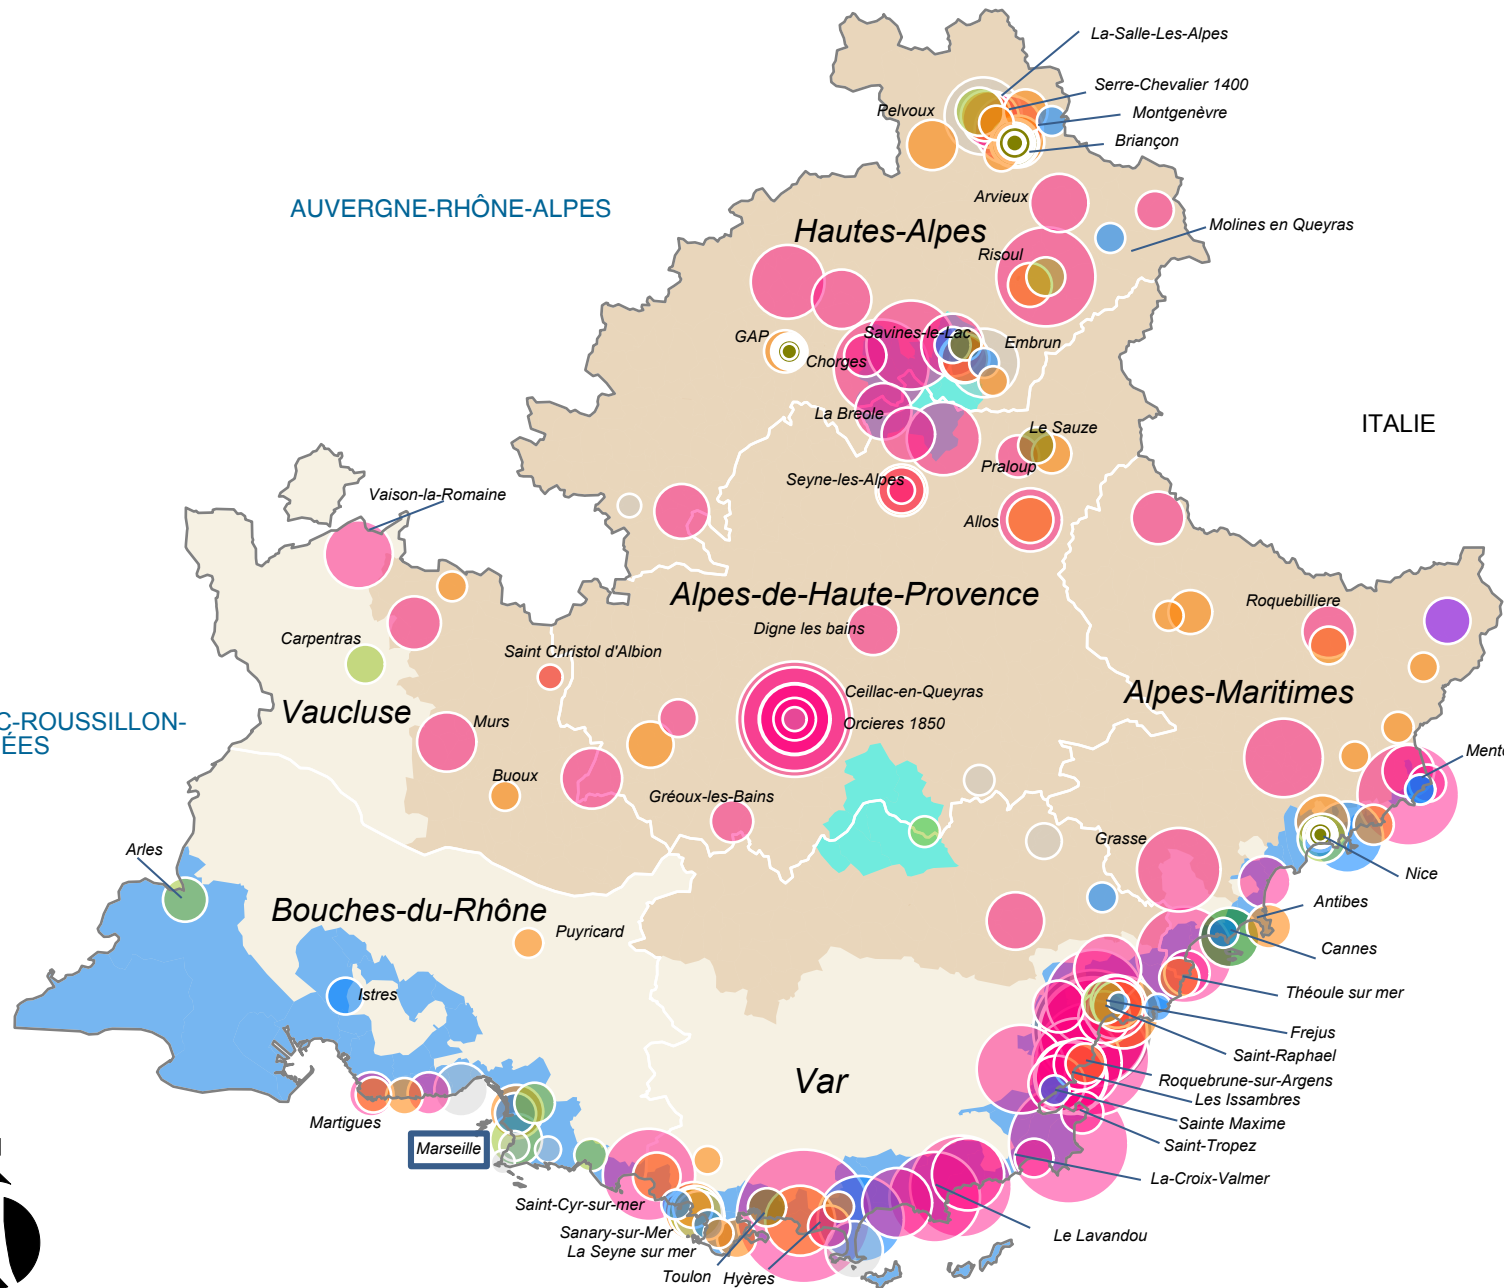 La-Salle-Les-Alpes
Serre-Chevalier 1400
Pelvoux
Montgenèvre
Briançon
Arvieux
AUVERGNE-RHÔNE-ALPES
Hautes-Alpes
Molines en Queyras
Risoul
GAP
Savines-le-Lac
Embrun
Chorges
La Breole
ITALIE
Le Sauze
Praloup
Seyne-les-Alpes
Vaison-la-Romaine
Allos
Alpes-de-Haute-Provence
Roquebilliere
Digne les bains
Carpentras
Saint Christol d'Albion
Ceillac-en-Queyras
Alpes-Maritimes
Vaucluse
C-ROUSSILLON-
ÉES
Murs
Orcieres 1850
Mento
Buoux
Gréoux-les-Bains
Grasse
Arles
Nice
Antibes
Bouches-du-Rhône
Puyricard
Cannes
Istres
Théoule sur mer
Frejus
Saint-Raphael
Var
Roquebrune-sur-Argens
Les Issambres
Martigues
Sainte Maxime
Saint-Tropez
Marseille
La-Croix-Valmer
Saint-Cyr-sur-mer
Sanary-sur-Mer
Le Lavandou
La Seyne sur mer
Toulon
Hyères